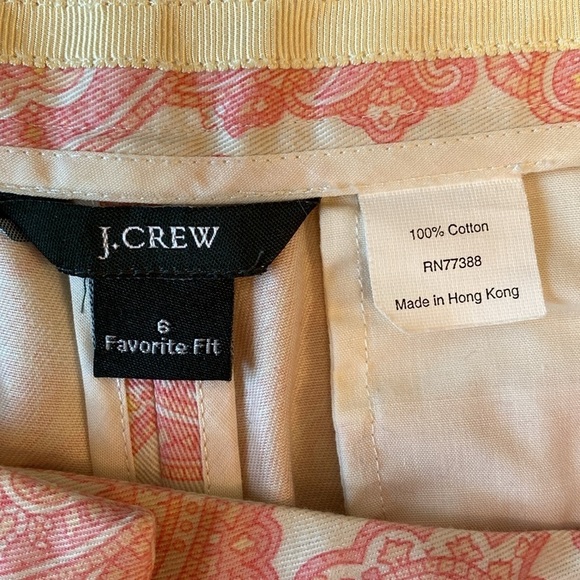 J.CREW
6
Favorite Fit
100% Cotton
RN77388
Made in Hong Kong